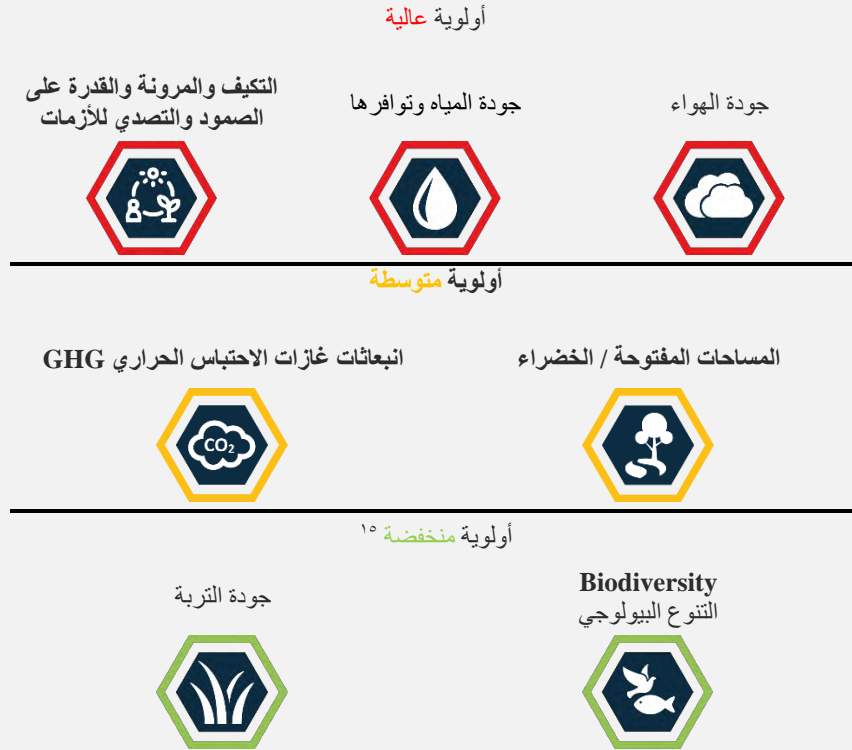 أولوية عالية
جودة الهواء
جودة المياه وتوافرها
التكيف والمرونة والقدرة على
الصمود والتصدي للأزمات
أولوية متوسطة
المساحات المفتوحة / الخضراء
انبعاثات غازات الاحتباس الحراري GHG
CO₂
أولوية منخفضة ١٥
Biodiversity
التنوع البيولوجي
جودة التربة